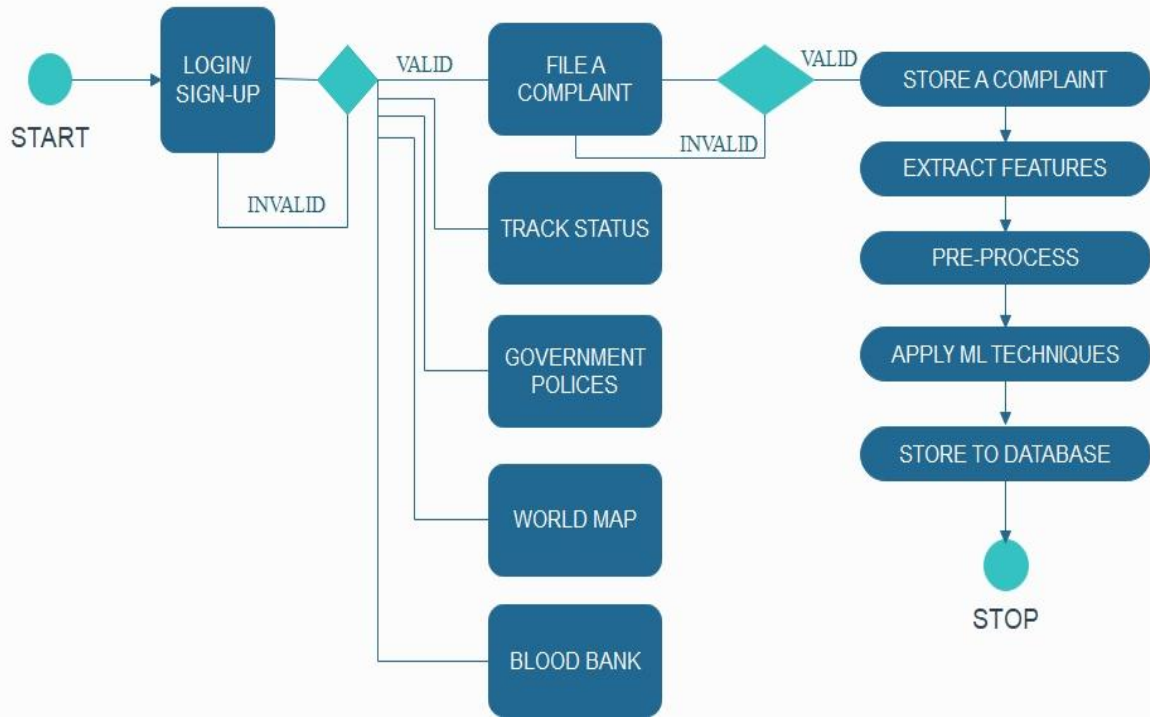 START
LOGIN/
SIGN-UP
INVALID
VALID
FILE A
COMPLAINT
INVALID
VALID
TRACK STATUS
GOVERNMENT
POLICES
WORLD MAP
BLOOD BANK
STORE A COMPLAINT
EXTRACT FEATURES
PRE-PROCESS
APPLY ML TECHNIQUES
STORE TO DATABASE
STOP